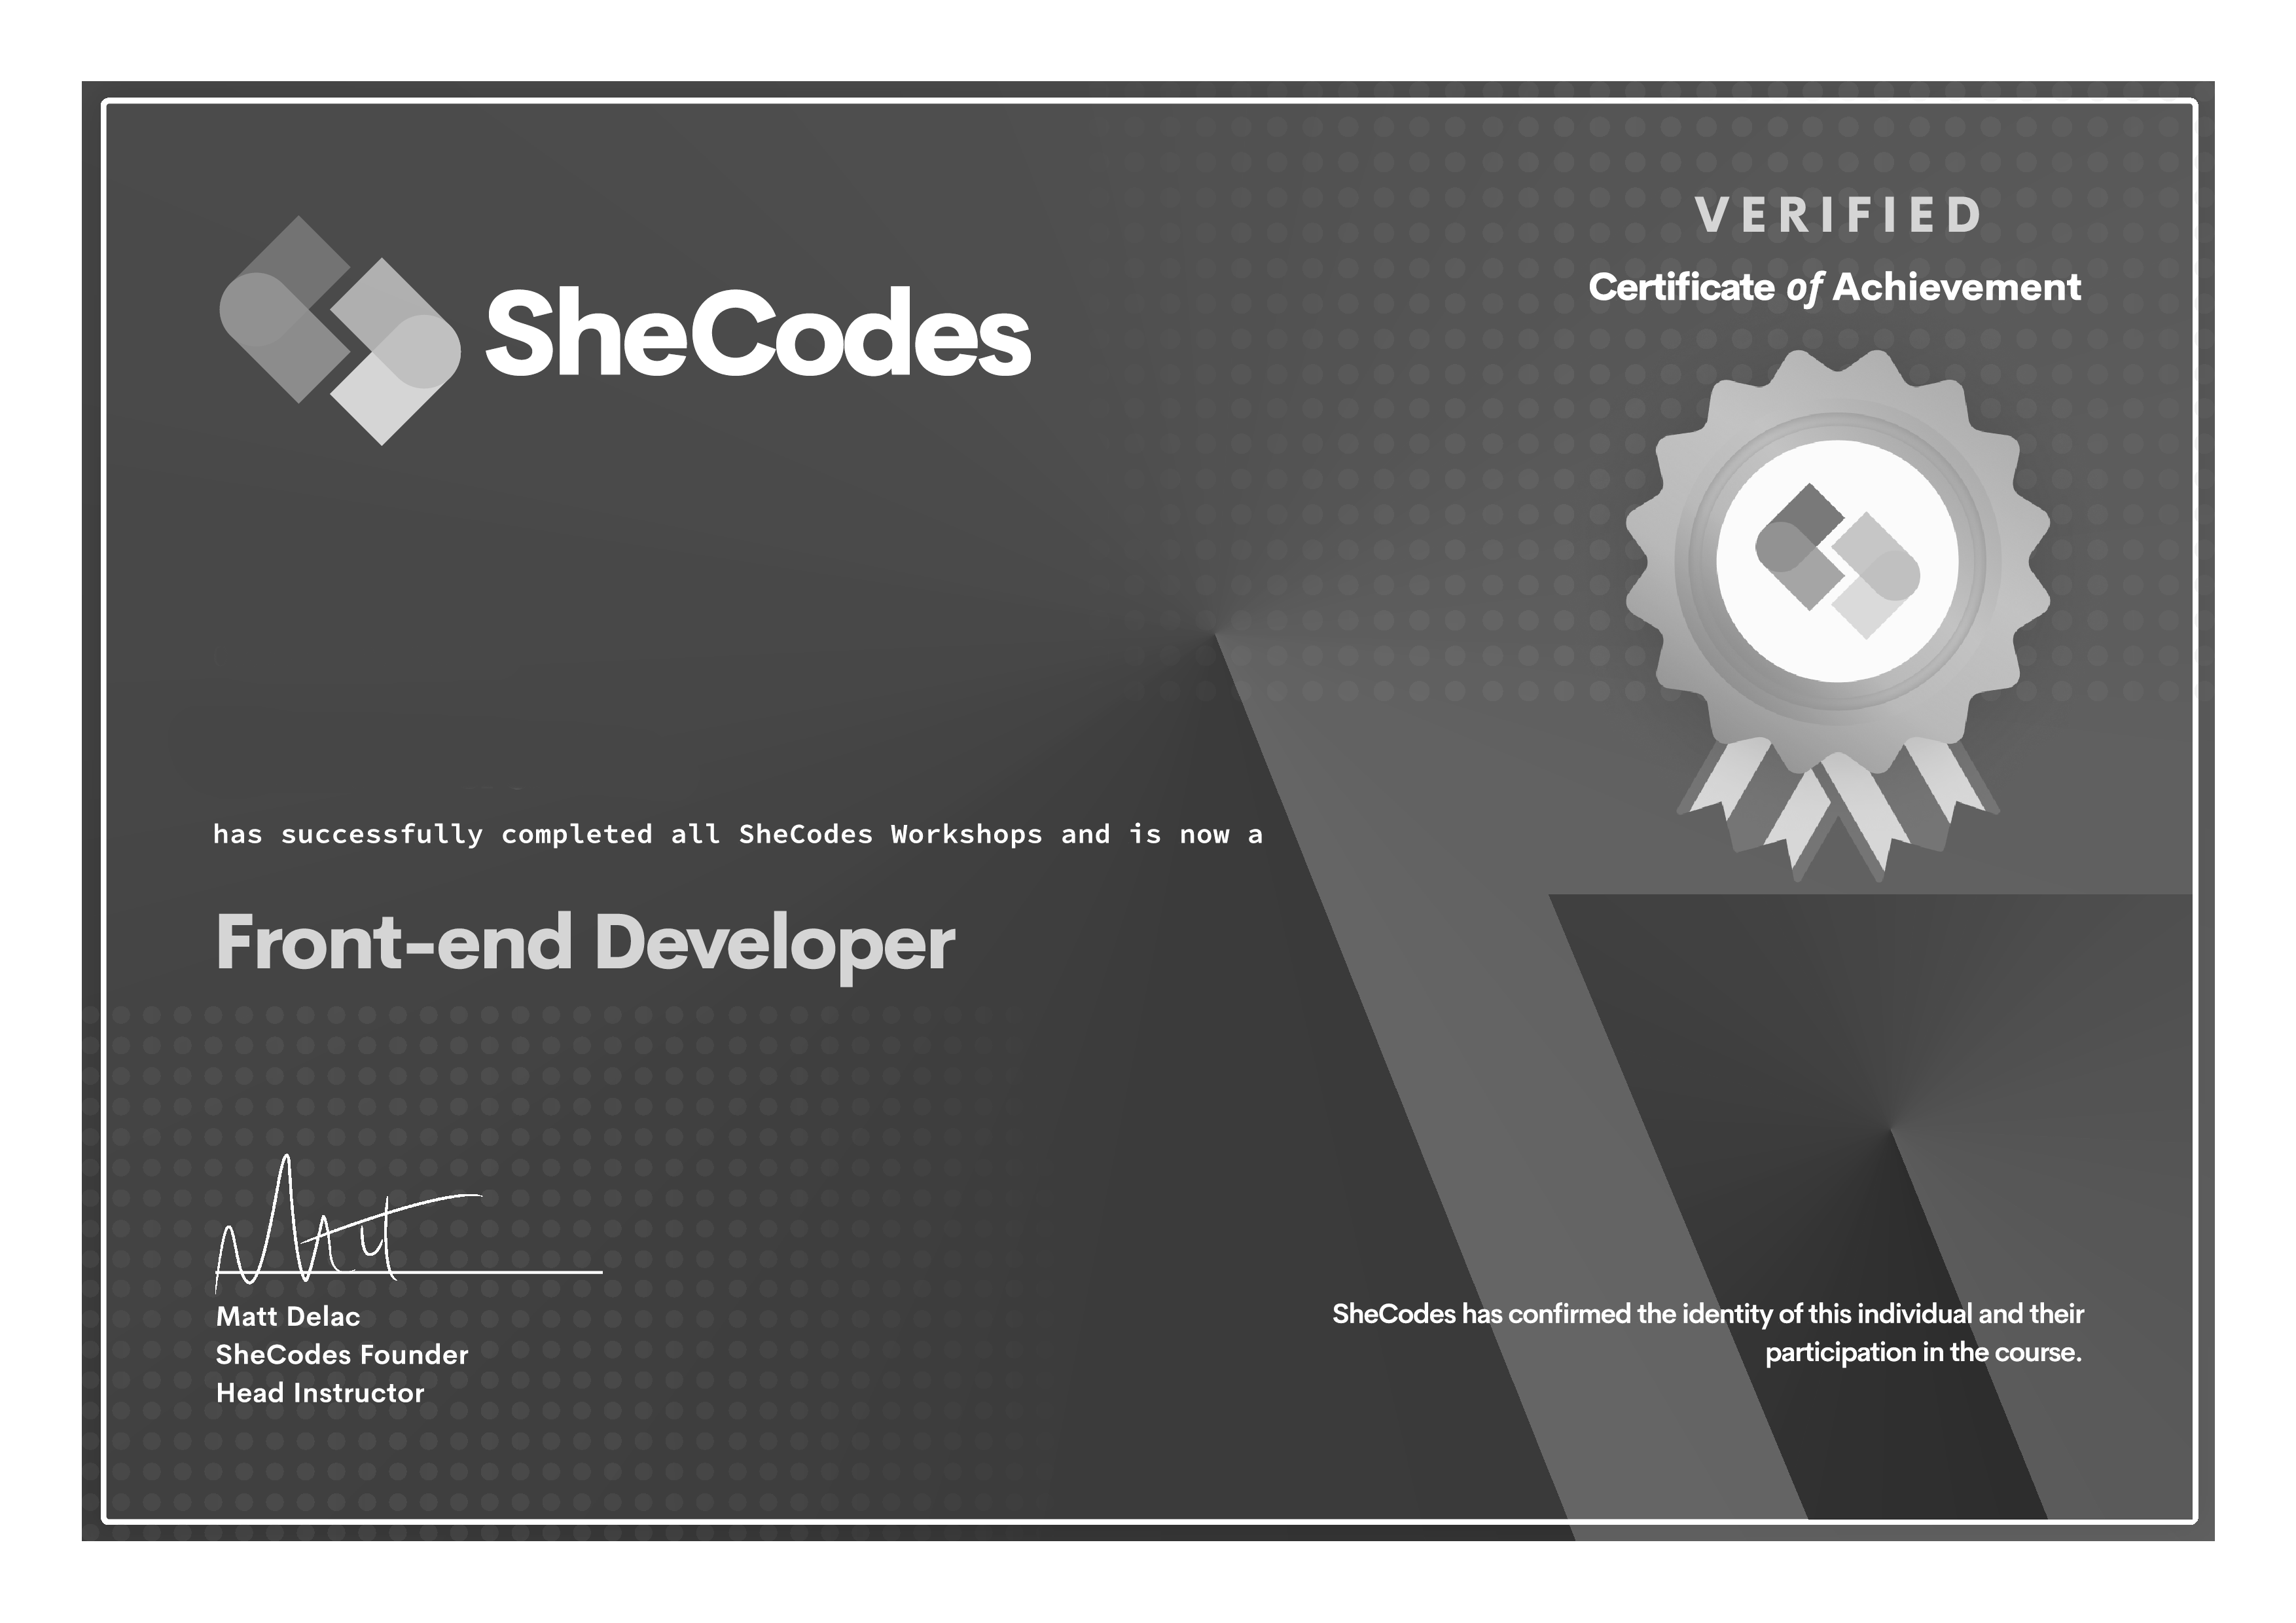 SheCodes
VERIFIED
Certificate of Achievement
has successfully completed all SheCodes Workshops and is now a
Front-end Developer
Matt
Matt Delac
SheCodes Founder
Head Instructor
SheCodes has confirmed the identity of this individual and their
participation in the course.